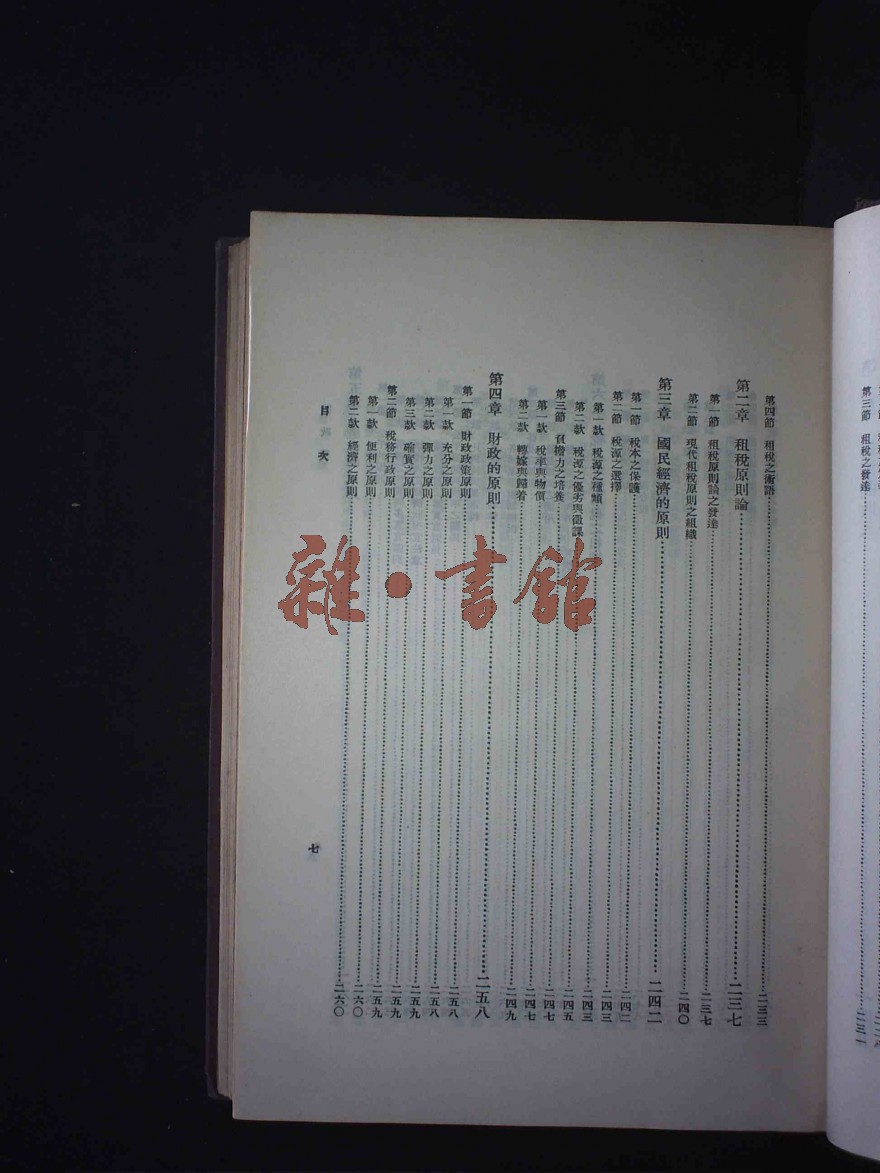 第三節 租稅之發達……二三一
第四節 租稅之術語……二三三
第二章 租稅原則論……二三七
第一節 租稅原則論之發達……二三七
第二節 現代租稅原則之組織……二四〇
第三章 國民經濟的原則……二四二
第一節 稅本之保護……二四二
第二節 稅源之選擇……二四三
第一款 稅源之種類……二四三
第二款 稅源之優劣與徵課……二四五
第三節 負擔力之培養……二四七
第一款 稅率與物價……二四七
第二款 轉嫁與歸着……二四九
第四章 財政的原則……二五八
第一節 財政政策原則……二五八
第一款 充分之原則……二五八
第二款 彈力之原則……二五九
第三款 確實之原則……二五九
第二節 稅務行政原則……二五九
第一款 便利之原則……二六〇
第二款 經濟之原則……二六〇
目次
七
雜·書館